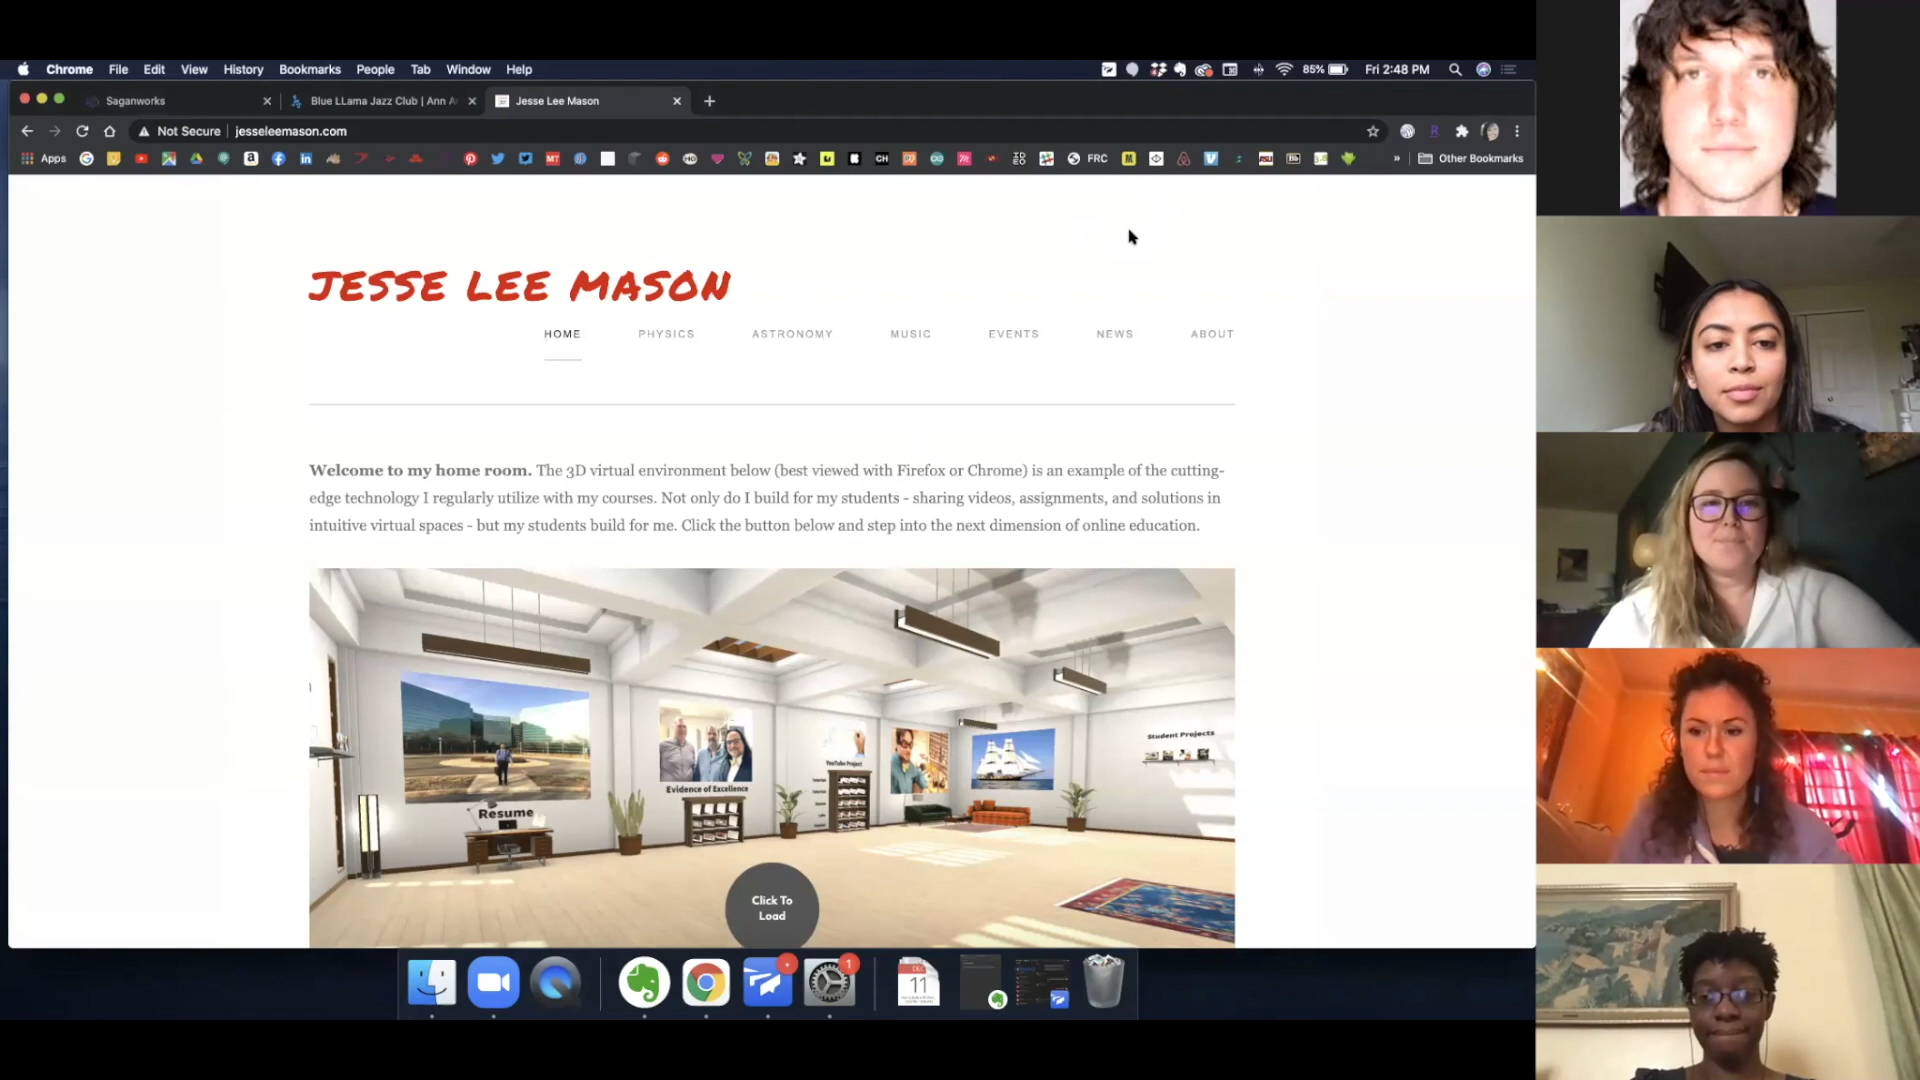 Chrome File Edit View History Bookmarks People Tab Window Help 85% Fri 2:48 PM
Saganworks Blue LLama Jazz Club | Ann A Jesse Lee Mason
Not Secure jesseleemason.com
Apps FRC Other Bookmarks
JESSE LEE MASON
HOME PHYSICS ASTRONOMY MUSIC EVENTS NEWS ABOUT
Welcome to my home room. The 3D virtual environment below (best viewed with Firefox or Chrome) is an example of the cutting-
edge technology I regularly utilize with my courses. Not only do I build for my students - sharing videos, assignments, and solutions in
intuitive virtual spaces - but my students build for me. Click the button below and step into the next dimension of online education.
Student Projects
YouTube Project
Evidence of Excellence
Resume
Click To
Load
DEC
11
1